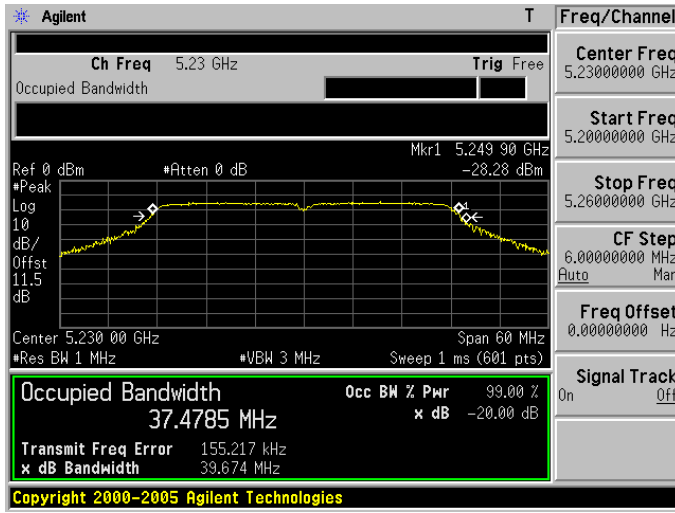 Agilent T
Ch Freq 5.23 GHz Trig Free
Occupied Bandwidth
Mkr1 5.249 90 GHz
Ref 0 dBm #Atten 0 dB -28.28 dBm
#Peak
Log
10
dB/
Offst
11.5
dB
1
Center 5.230 00 GHz Span 60 MHz
#Res BW 1 MHz #VBW 3 MHz Sweep 1 ms (601 pts)
Occupied Bandwidth Occ BW % Pwr 99.00 %
37.4785 MHz x dB -20.00 dB
Transmit Freq Error 155.217 kHz
x dB Bandwidth 39.674 MHz
Copyright 2000-2005 Agilent Technologies
Freq/Channel
Center Freq
5.23000000 GHz
Start Freq
5.20000000 GHz
Stop Freq
5.26000000 GHz
CF Step
6.00000000 MHz
Auto Man
Freq Offset
0.00000000 Hz
Signal Track
On Off